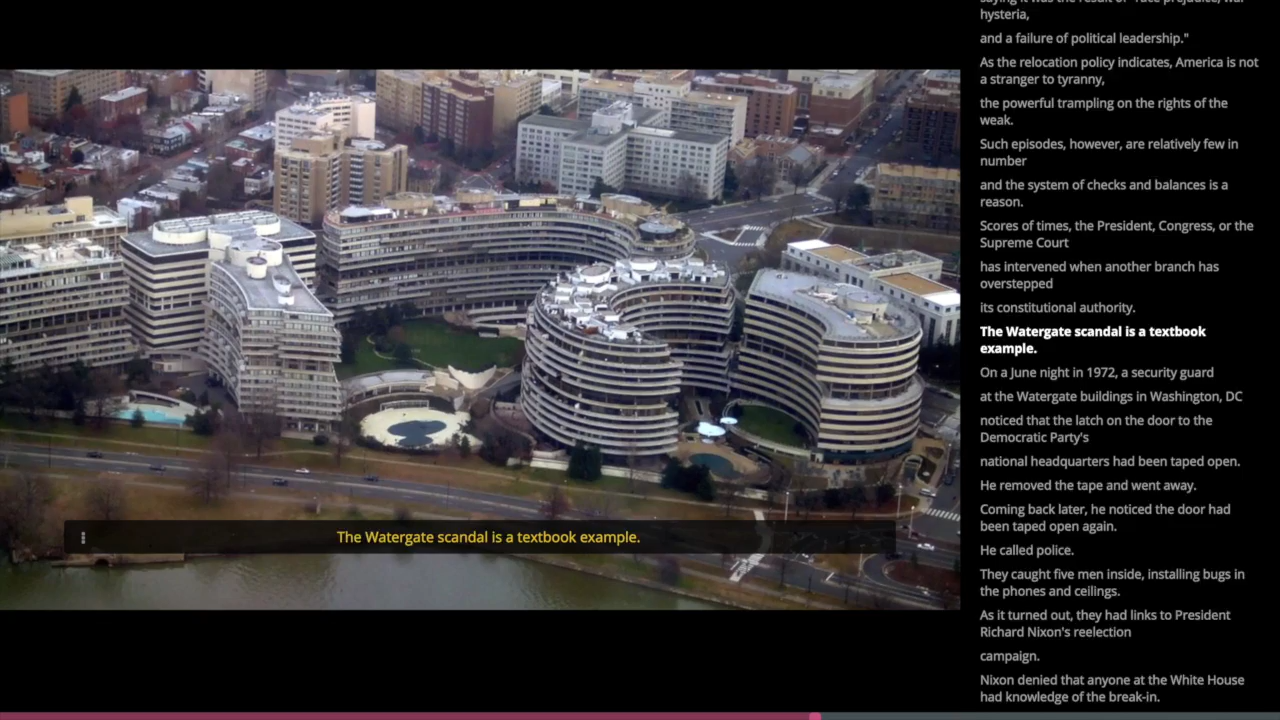 The Watergate scandal is a textbook example.
hysteria,
and a failure of political leadership."
As the relocation policy indicates, America is not
a stranger to tyranny,
the powerful trampling on the rights of the
weak.
Such episodes, however, are relatively few in
number
and the system of checks and balances is a
reason.
Scores of times, the President, Congress, or the
Supreme Court
has intervened when another branch has
overstepped
its constitutional authority.
The Watergate scandal is a textbook
example.
On a June night in 1972, a security guard
at the Watergate buildings in Washington, DC
noticed that the latch on the door to the
Democratic Party's
national headquarters had been taped open.
He removed the tape and went away.
Coming back later, he noticed the door had
been taped open again.
He called police.
They caught five men inside, installing bugs in
the phones and ceilings.
As it turned out, they had links to President
Richard Nixon's reelection
campaign.
Nixon denied that anyone at the White House
had knowledge of the break-in.